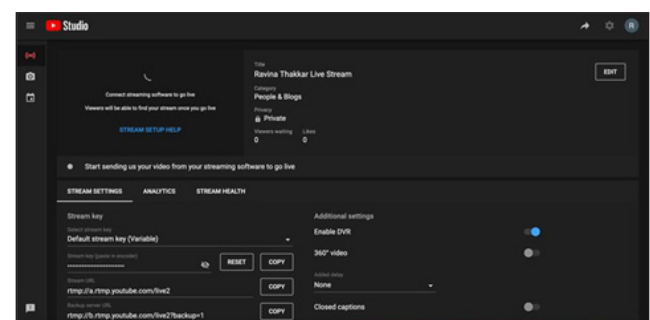 Studio
R
Connect streaming software to go live
Viewers will be able to find your stream once you go live
STREAM SETUP HELP
Title
Ravina Thakkar Live Stream
EDIT
Category
People & Blogs
Privacy
Private
Viewers waiting Likes
0 0
Start sending us your video from your streaming software to go live
STREAM SETTINGS ANALYTICS STREAM HEALTH
Stream key
Select stream key
Default stream key (Variable)
Stream key (paste in encoder)
RESET COPY
Stream URL
rtmp://a.rtmp.youtube.com/live2
COPY
Backup server URL
rtmp://b.rtmp.youtube.com/live2?backup=1
COPY
Additional settings
Enable DVR
360° video
Added delay
None
Closed captions